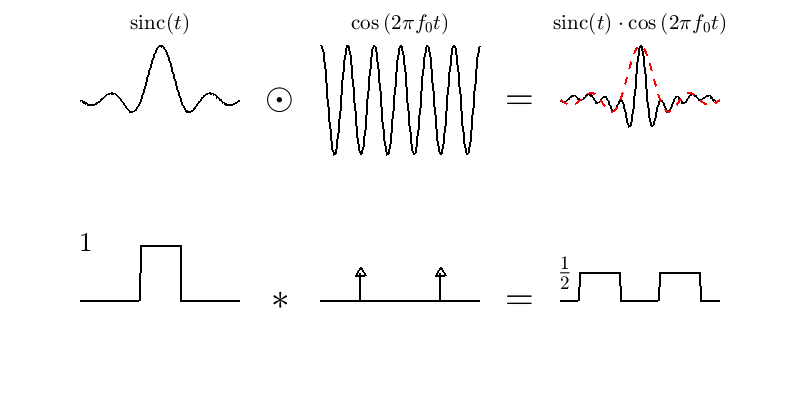 sinc(t) cos (2πf₀t) sinc(t) · cos (2πf₀t)
⊙ =
1 1/2
* =